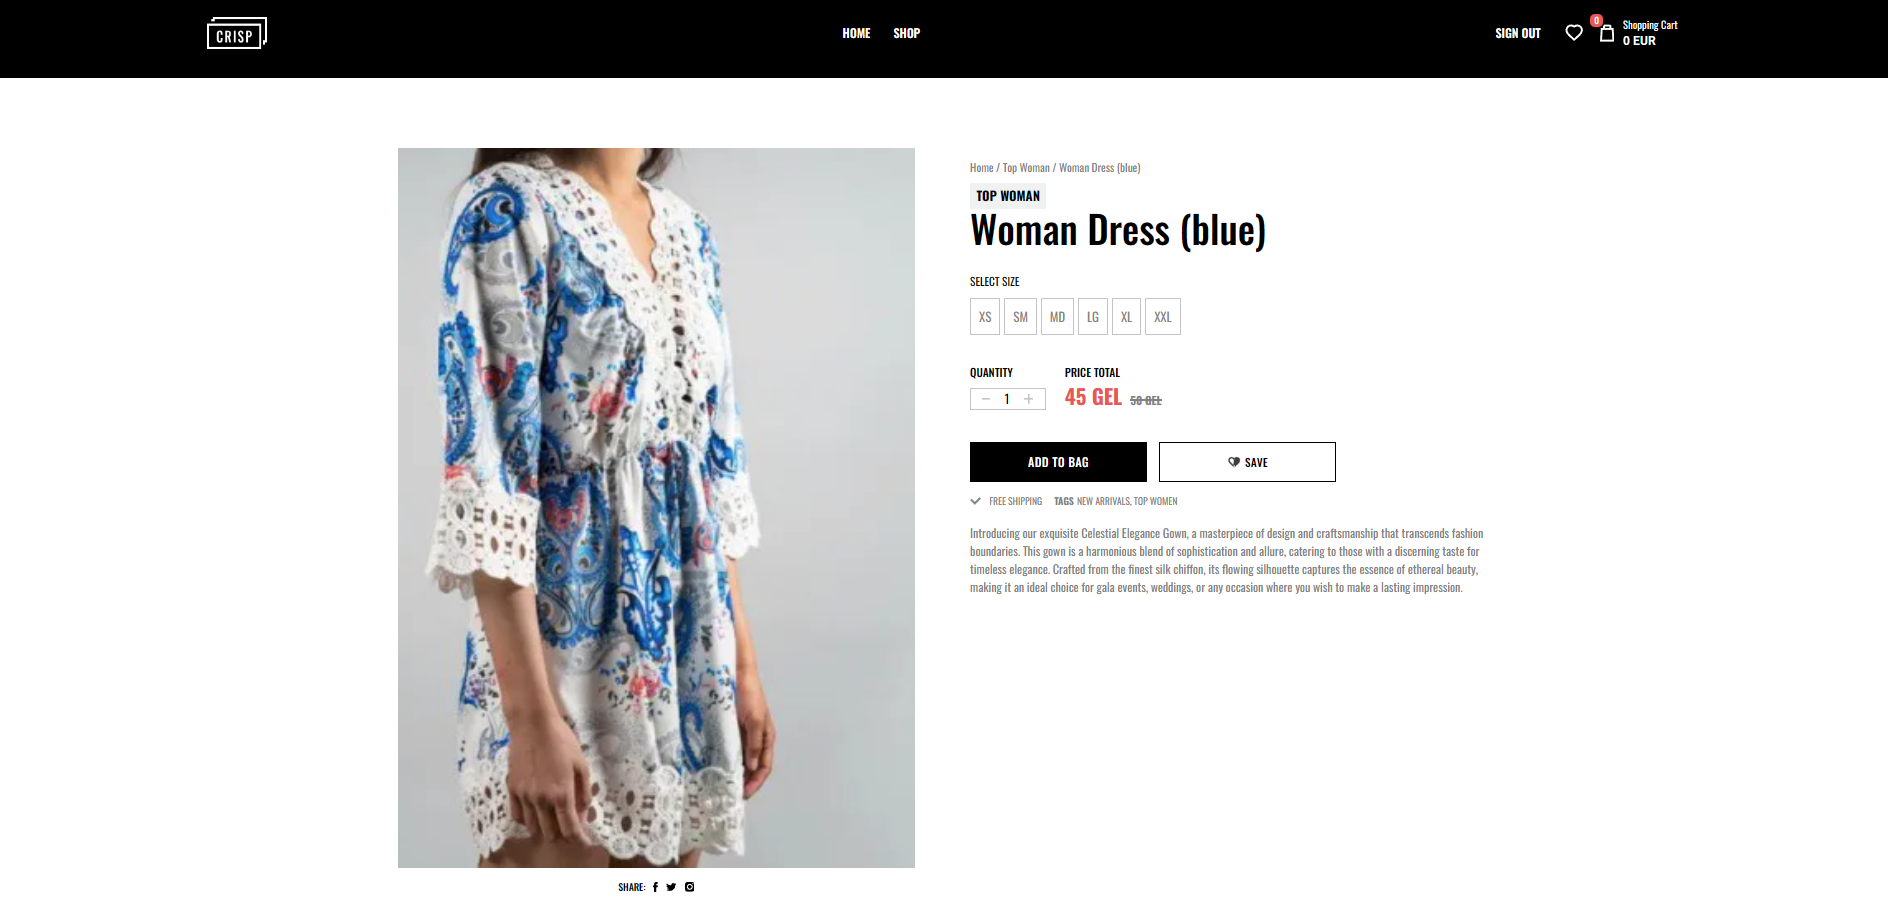 CRISP
HOME
SHOP
SIGN OUT
0
Shopping Cart
0 EUR
Home / Top Woman / Woman Dress (blue)
TOP WOMAN
Woman Dress (blue)
SELECT SIZE
XS
SM
MD
LG
XL
XXL
QUANTITY
PRICE TOTAL
1
45 GEL
50 GEL
ADD TO BAG
SAVE
FREE SHIPPING
TAGS NEW ARRIVALS, TOP WOMEN
Introducing our exquisite Celestial Elegance Gown, a masterpiece of design and craftsmanship that transcends fashion
boundaries. This gown is a harmonious blend of sophistication and allure, catering to those with a discerning taste for
timeless elegance. Crafted from the finest silk chiffon, its flowing silhouette captures the essence of ethereal beauty,
making it an ideal choice for gala events, weddings, or any occasion where you wish to make a lasting impression.
SHARE: